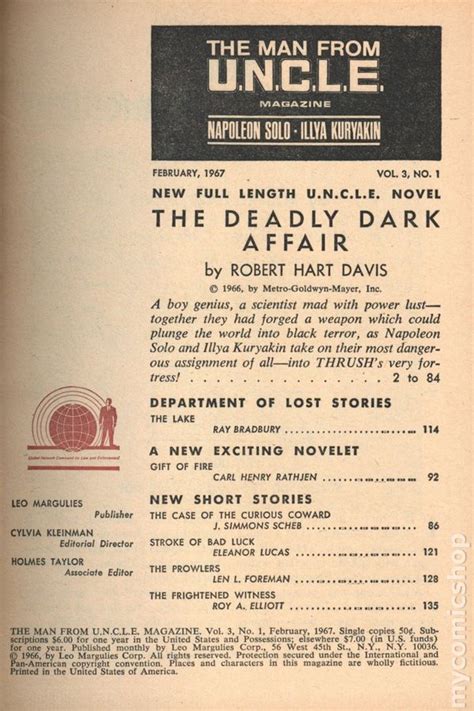 THE MAN FROM
U.N.C.L.E.
MAGAZINE
NAPOLEON SOLO · ILLYA KURYAKIN
FEBRUARY, 1967 VOL. 3, NO. 1
NEW FULL LENGTH U.N.C.L.E. NOVEL
THE DEADLY DARK
AFFAIR
by ROBERT HART DAVIS
© 1966, by Metro-Goldwyn-Mayer, Inc.
A boy genius, a scientist mad with power lust—
together they had forged a weapon which could
plunge the world into black terror, as Napoleon
Solo and Illya Kuryakin take on their most danger-
ous assignment of all—into THRUSH's very for-
tress! . . . . . . . . . . . . . . . . . . . . . 2 to 84
DEPARTMENT OF LOST STORIES
THE LAKE
RAY BRADBURY .......................... 114
A NEW EXCITING NOVELET
GIFT OF FIRE
CARL HENRY RATHJEN .................. 92
NEW SHORT STORIES
THE CASE OF THE CURIOUS COWARD
J. SIMMONS SCHEB ..................... 86
STROKE OF BAD LUCK
ELEANOR LUCAS ........................ 121
THE PROWLERS
LEN L. FOREMAN ....................... 128
THE FRIGHTENED WITNESS
ROY A. ELLIOTT ........................ 135
Global Network Command for Law and Enforcement
LEO MARGULIES
Publisher
CYLVIA KLEINMAN
Editorial Director
HOLMES TAYLOR
Associate Editor
THE MAN FROM U.N.C.L.E. MAGAZINE. Vol. 3, No. 1, February, 1967. Single copies 50¢. Sub-
scriptions $6.00 for one year in the United States and Possessions; elsewhere $7.00 (in U.S. funds)
for one year. Published monthly by Leo Margulies Corp., 56 West 45th St., N.Y., N.Y. 10036.
© 1966, by Leo Margulies Corp. All rights reserved. Protection secured under the International and
Pan-American copyright convention. Places and characters in this magazine are wholly fictitious.
Printed in the United States of America.
mycomicshop.com